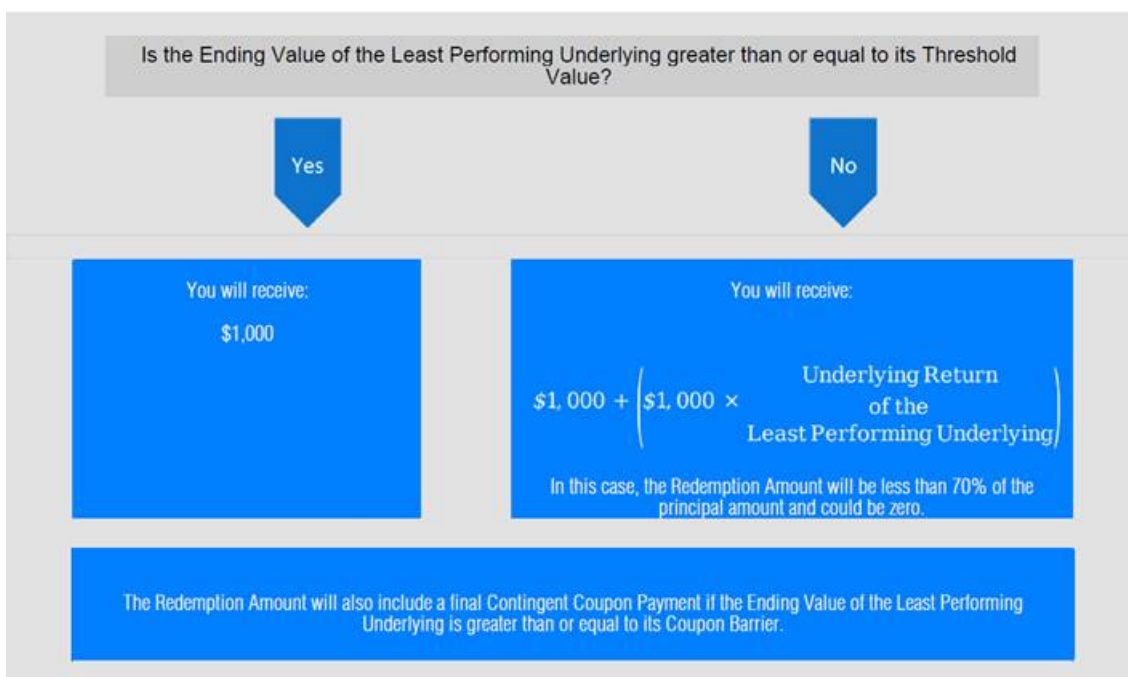 Is the Ending Value of the Least Performing Underlying greater than or equal to its Threshold
Value?
Yes
No
You will receive:
$1,000
You will receive:
$1, 000 + ($1, 000 × Underlying Return
of the
Least Performing Underlying)
In this case, the Redemption Amount will be less than 70% of the
principal amount and could be zero.
The Redemption Amount will also include a final Contingent Coupon Payment if the Ending Value of the Least Performing
Underlying is greater than or equal to its Coupon Barrier.